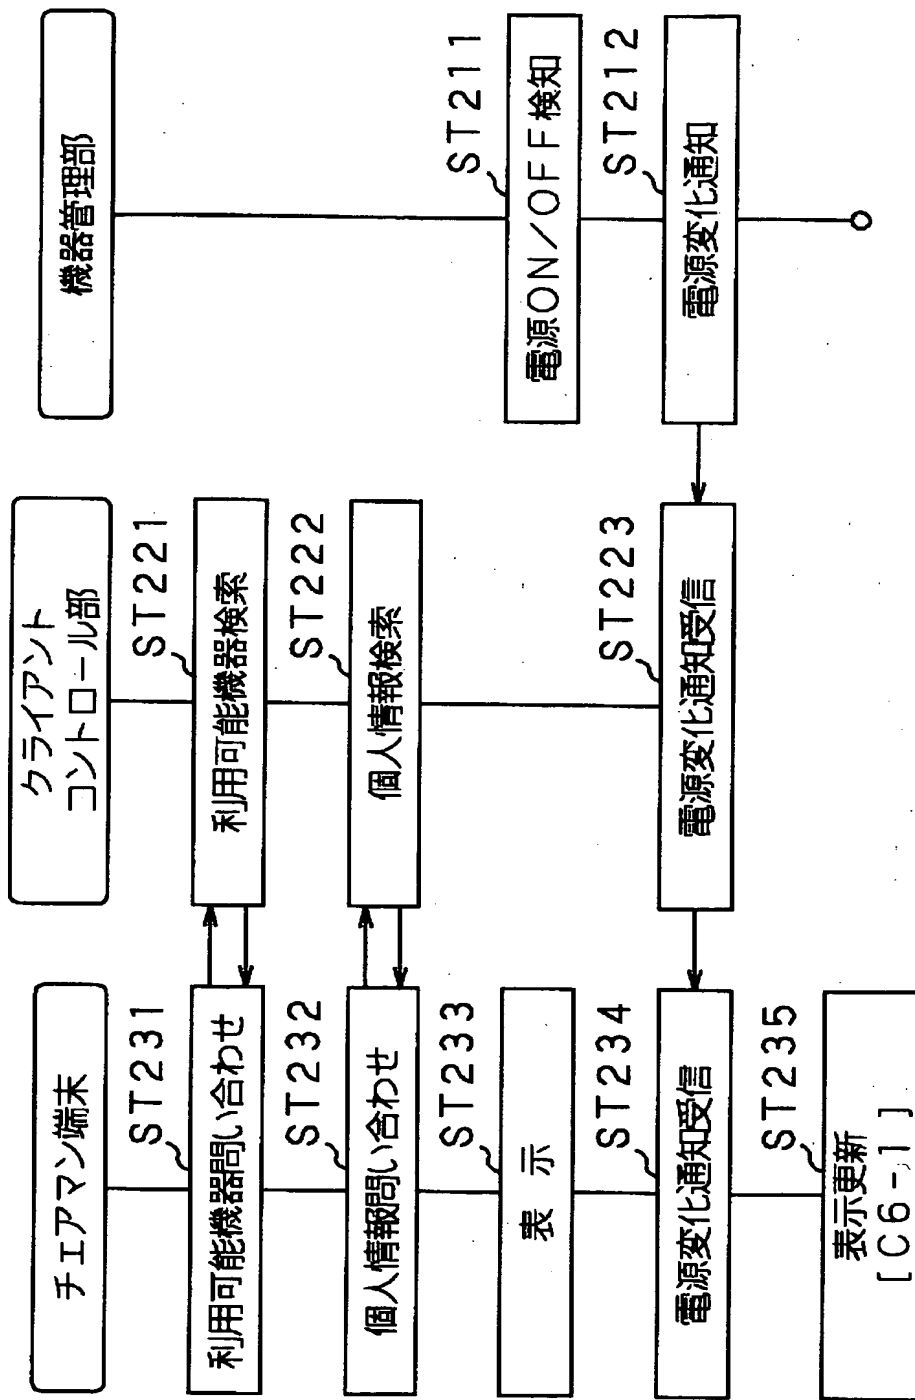 チェアマン端末
ST231
利用可能機器問い合わせ
ST232
個人情報問い合わせ
ST233
表示
ST234
電源変化通知受信
ST235
表示更新
[C6-1]
クライアント
コントロール部
ST221
利用可能機器検索
ST222
個人情報検索
ST223
電源変化通知受信
機器管理部
ST211
電源ON/OFF検知
ST212
電源変化通知